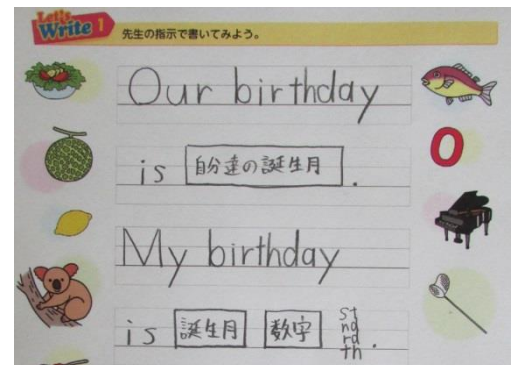 Let's Write 1
先生の指示で書いてみよう。
Our birthday
is 自分達の誕生月 .
O
My birthday
is 誕生月 数字 st nd rd th .